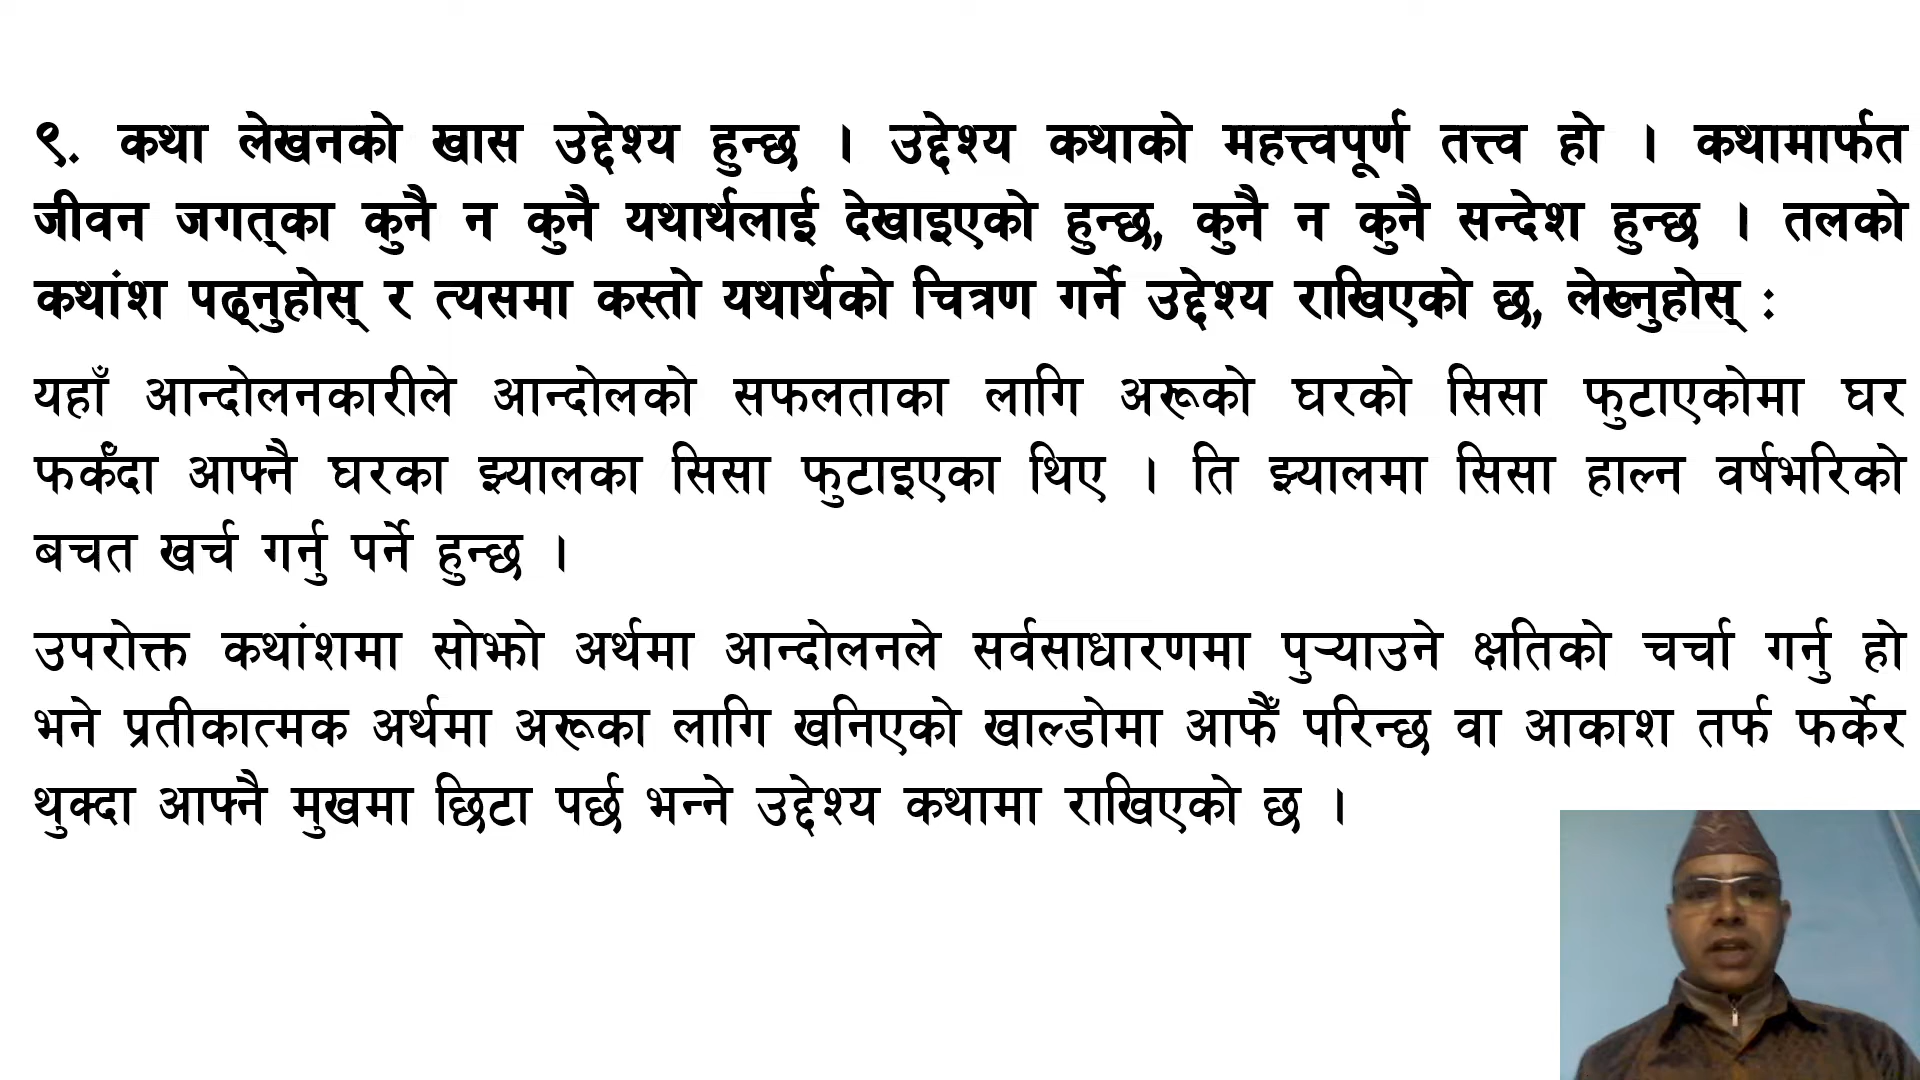 ९. कथा लेखनको खास उद्देश्य हुन्छ । उद्देश्य कथाको महत्त्वपूर्ण तत्त्व हो । कथामार्फत
जीवन जगत्‌का कुनै न कुनै यथार्थलाई देखाइएको हुन्छ, कुनै न कुनै सन्देश हुन्छ । तलको
कथांश पढ्नुहोस् र त्यसमा कस्तो यथार्थको चित्रण गर्ने उद्देश्य राखिएको छ, लेख्नुहोस् :
यहाँ आन्दोलनकारीले आन्दोलको सफलताका लागि अरूको घरको सिसा फुटाएकोमा घर
फर्कँदा आफ्नै घरका झ्यालका सिसा फुटाइएका थिए । ति झ्यालमा सिसा हाल्न वर्षभरिको
बचत खर्च गर्नु पर्ने हुन्छ ।
उपरोक्त कथांशमा सोझो अर्थमा आन्दोलनले सर्वसाधारणमा पुऱ्याउने क्षतिको चर्चा गर्नु हो
भने प्रतीकात्मक अर्थमा अरूका लागि खनिएको खाल्डोमा आफैँ परिन्छ वा आकाश तर्फ फर्केर
थुक्दा आफ्नै मुखमा छिटा पर्छ भन्ने उद्देश्य कथामा राखिएको छ ।